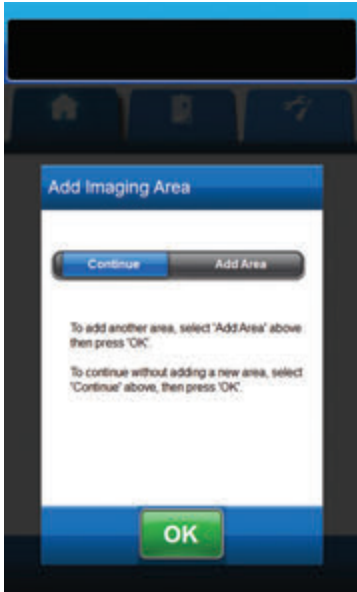 Add Imaging Area
Continue Add Area
To add another area, select 'Add Area' above
then press 'OK'.
To continue without adding a new area, select
'Continue' above, then press 'OK'.
OK